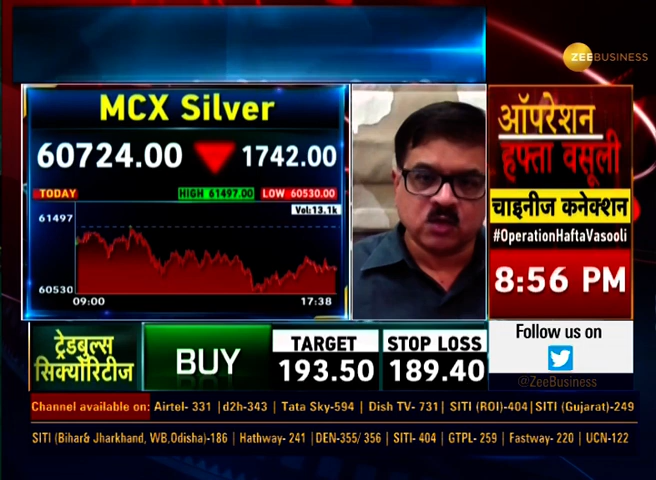 ZEEBUSINESS
MCX Silver
60724.00 1742.00
TODAY HIGH 61497.00 LOW 60530.00
Vol:13.1k
61497
60530
09:00 17:38
ऑपरेशन
हफ्ता वसूली
चाइनीज कनेक्शन
#OperationHaftaVasooli
8:56 PM
ट्रेडबुल्स
सिक्योरिटीज
BUY
TARGET
193.50
STOP LOSS
189.40
Follow us on
@ZeeBusiness
Channel available on: Airtel- 331 |d2h-343 | Tata Sky-594 | Dish TV- 731| SITI (ROI)-404|SITI (Gujarat)-249
SITI (Bihar& Jharkhand, WB,Odisha)-186 | Hathway- 241 |DEN-355/ 356 | SITI- 404 | GTPL- 259 | Fastway- 220 | UCN-122